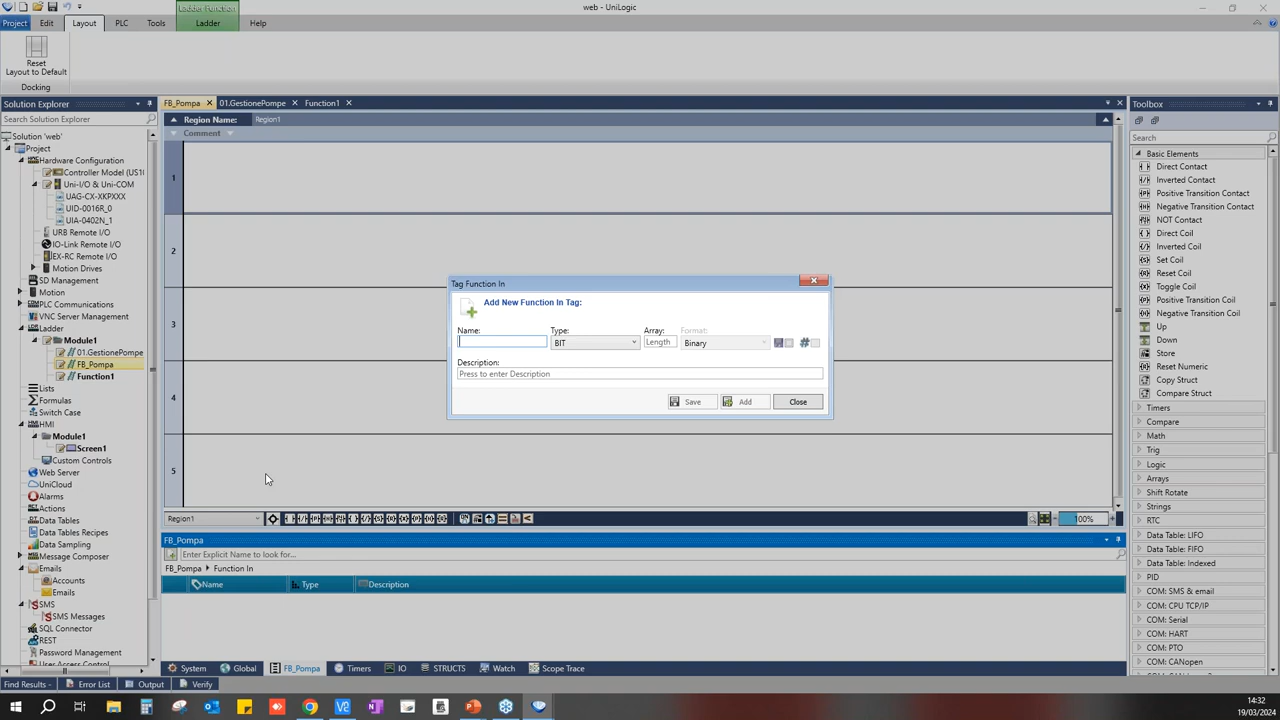 Ladder Function
web - UniLogic
Project
Edit
Layout
PLC
Tools
Ladder
Help
Reset
Layout to Default
Docking
Solution Explorer
FB_Pompa
01.GestionePompe
Function1
Toolbox
Search Solution Explorer
Region Name:
Region1
Comment
Search
Solution 'web'
Project
Hardware Configuration
Controller Model (US10
Uni-I/O & Uni-COM
UAG-CX-XKPXXX
UID-0016R_0
UIA-0402N_1
URB Remote I/O
IO-Link Remote I/O
EX-RC Remote I/O
Motion Drives
SD Management
Motion
PLC Communications
VNC Server Management
Ladder
Module1
01.GestionePompe
FB_Pompa
Function1
Lists
Formulas
Switch Case
HMI
Module1
Screen1
Custom Controls
Web Server
UniCloud
Alarms
Actions
Data Tables
Data Tables Recipes
Data Sampling
Message Composer
Emails
Accounts
Emails
SMS
SMS Messages
SQL Connector
REST
Password Management
User Access Control
1
2
3
4
5
Tag Function In
Add New Function In Tag:
Name:
Type:
Array:
Format:
BIT
Length
Binary
Description:
Press to enter Description
Save
Add
Close
Region1
100%
FB_Pompa
Enter Explicit Name to look for...
FB_Pompa
Function In
Name
Type
Description
System
Global
FB_Pompa
Timers
IO
STRUCTS
Watch
Scope Trace
Basic Elements
Direct Contact
Inverted Contact
Positive Transition Contact
Negative Transition Contact
NOT Contact
Direct Coil
Inverted Coil
Set Coil
Reset Coil
Toggle Coil
Positive Transition Coil
Negative Transition Coil
Up
Down
Store
Reset Numeric
Copy Struct
Compare Struct
Timers
Compare
Math
Trig
Logic
Arrays
Shift Rotate
Strings
RTC
Data Table: LIFO
Data Table: FIFO
Data Table: Indexed
PID
COM: SMS & email
COM: CPU TCP/IP
COM: Serial
COM: HART
COM: PTO
COM: CANopen
Find Results -
Error List
Output
Verify
14:32
19/03/2024